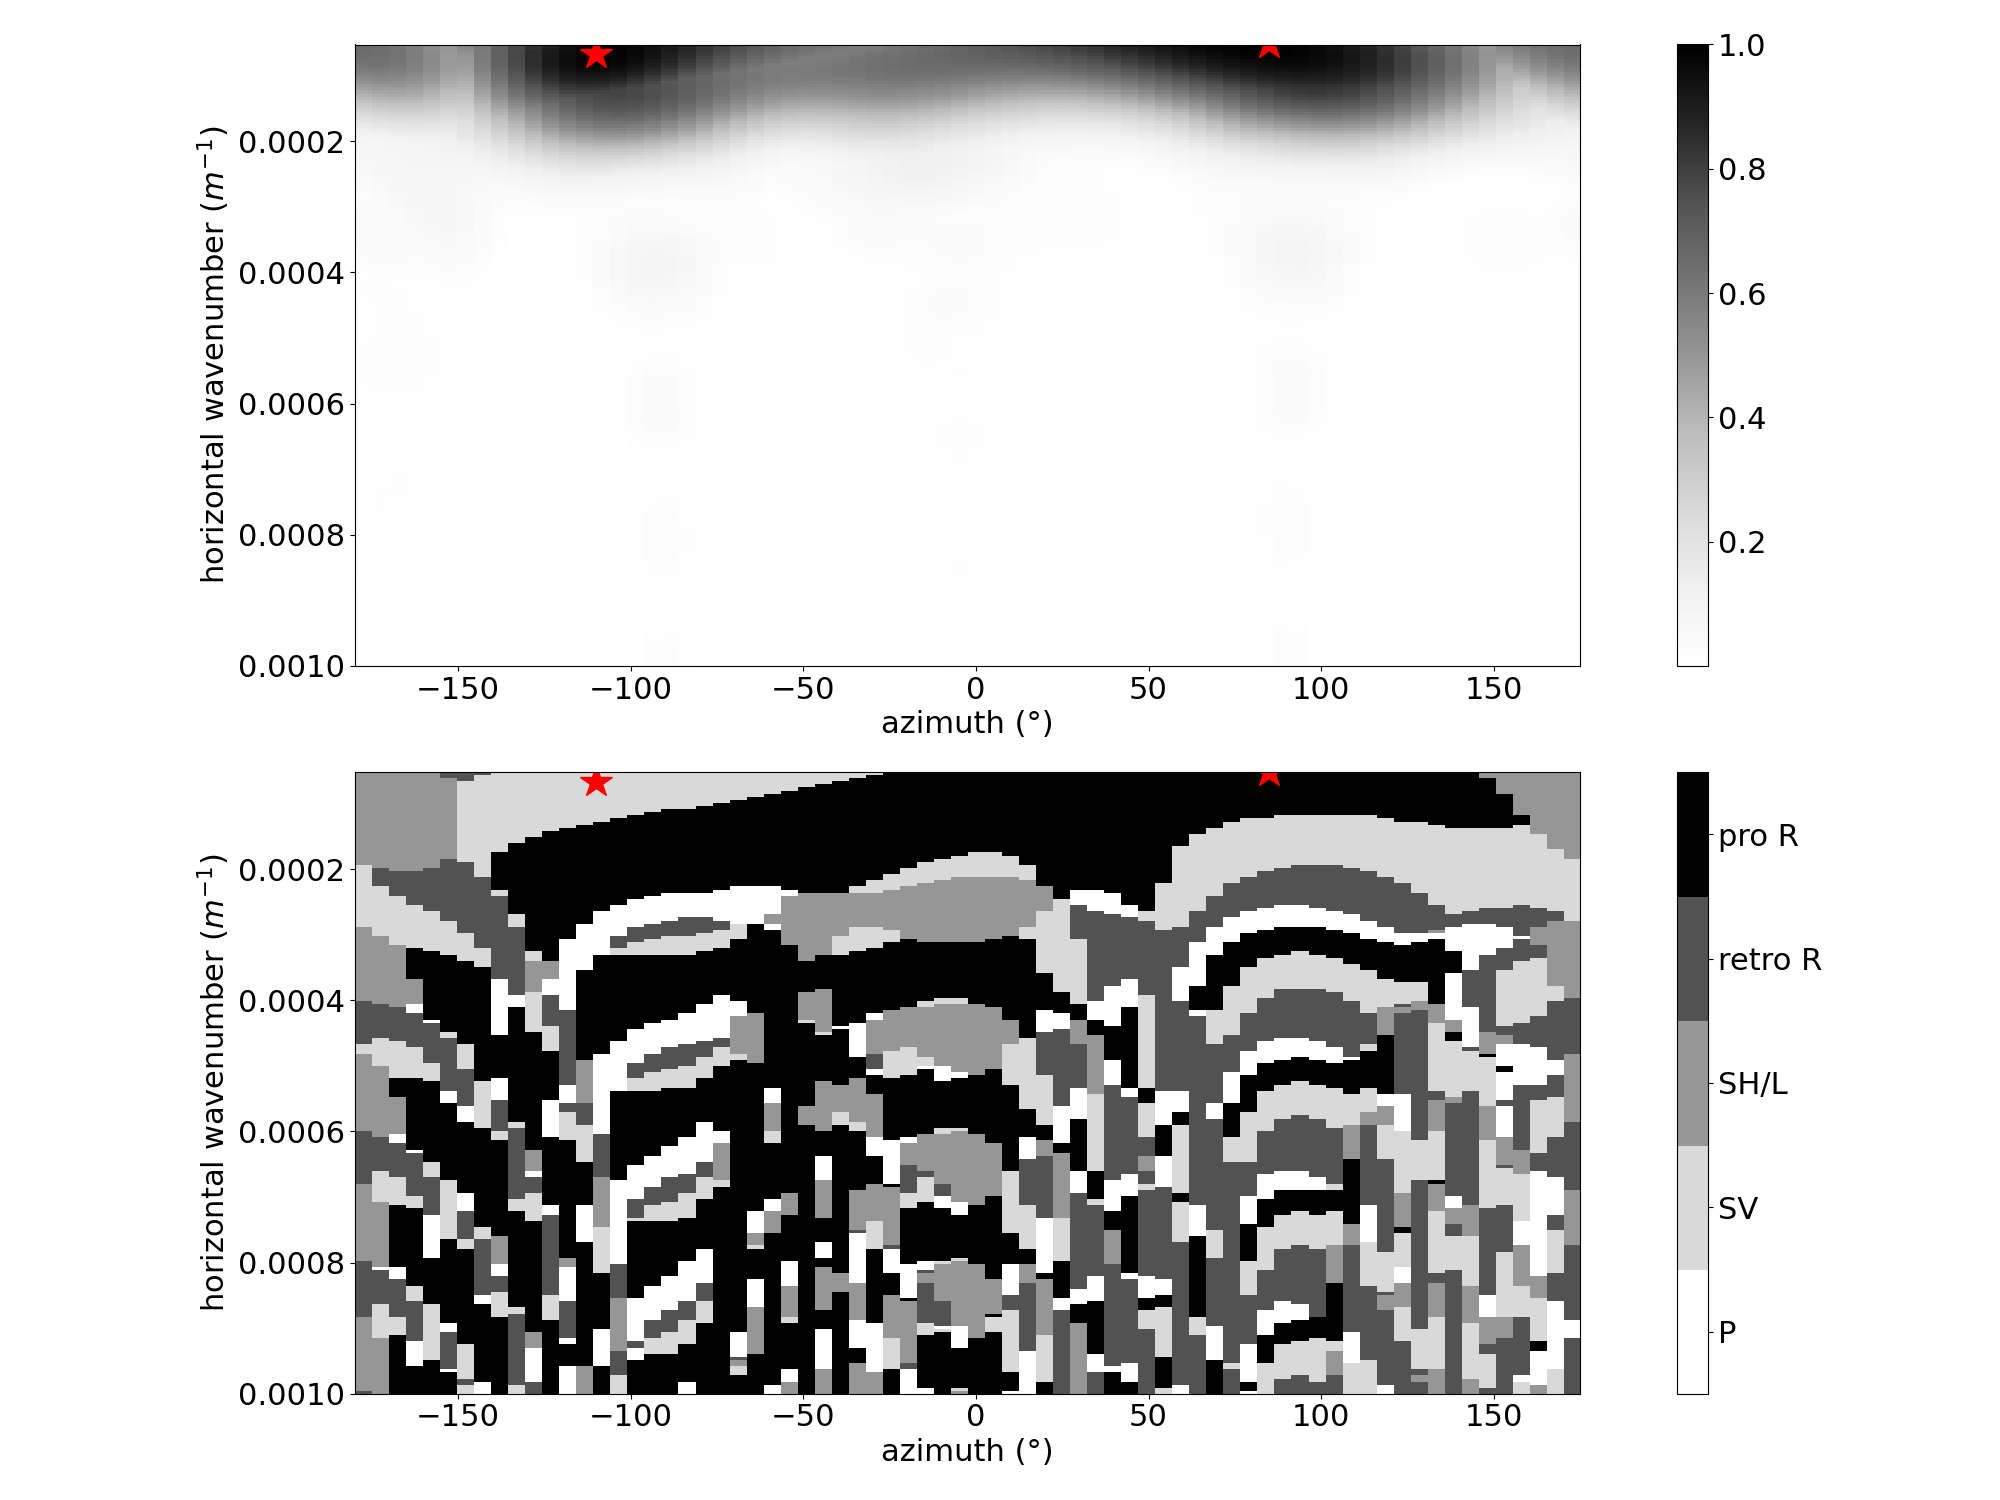 horizontal wavenumber (m⁻¹)
0.0002
0.0004
0.0006
0.0008
0.0010
−150 −100 −50 0 50 100 150
azimuth (°)
1.0
0.8
0.6
0.4
0.2
horizontal wavenumber (m⁻¹)
0.0002
0.0004
0.0006
0.0008
0.0010
−150 −100 −50 0 50 100 150
azimuth (°)
pro R
retro R
SH/L
SV
P